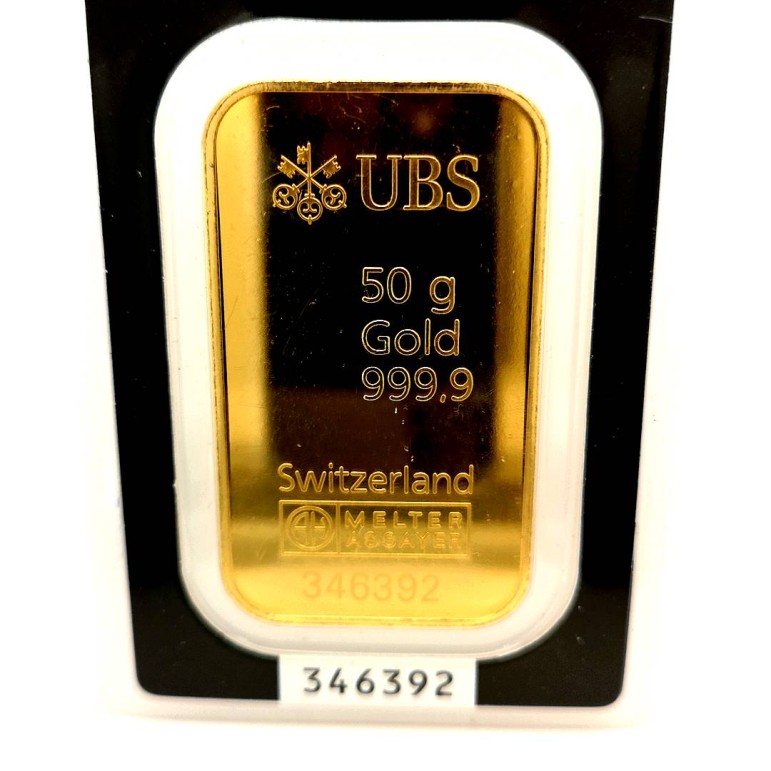 UBS
50 g
Gold
999.9
Switzerland
MELTER
ASSAYER
346392
346392